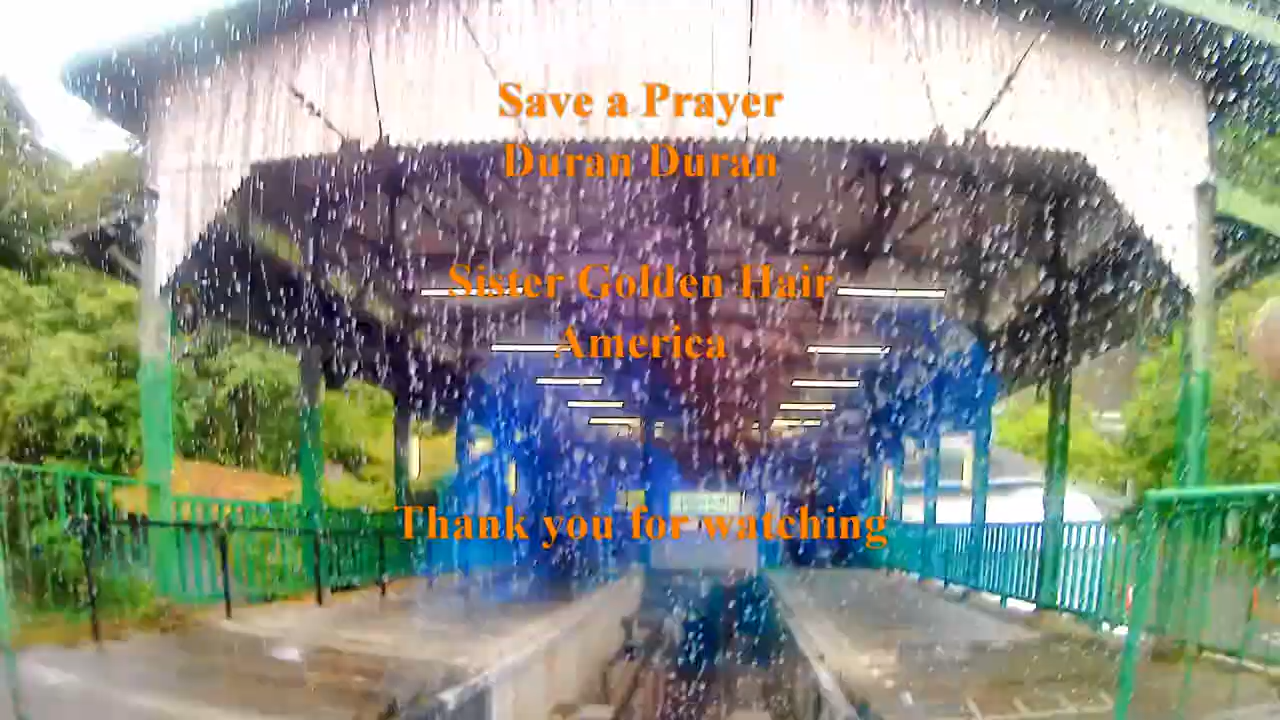 Save a Prayer
Duran Duran
Sister Golden Hair
America
Thank you for watching